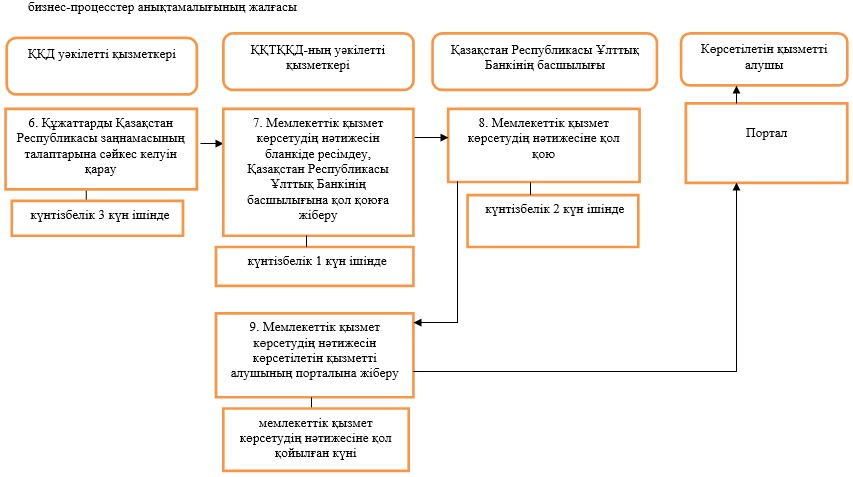 бизнес-процесстер анықтамалығының жалғасы
ҚҚД уәкілетті қызметкері
ҚҚТҚҚД-ның уәкілетті
қызметкері
Қазақстан Республикасы Ұлттық
Банкінің басшылығы
Көрсетілетін қызметті
алушы
6. Құжаттарды Қазақстан
Республикасы заңнамасының
талаптарына сәйкес келуін
қарау
күнтізбелік 3 күн ішінде
7. Мемлекеттік қызмет
көрсетудің нәтижесін
бланкіде ресімдеу,
Қазақстан Республикасы
Ұлттық Банкінің
басшылығына қол қоюға
жіберу
күнтізбелік 1 күн ішінде
8. Мемлекеттік қызмет
көрсетудің нәтижесіне қол
қою
күнтізбелік 2 күн ішінде
Портал
9. Мемлекеттік қызмет
көрсетудің нәтижесін
көрсетілетін қызметті
алушының порталына жіберу
мемлекеттік қызмет
көрсетудің нәтижесіне қол
қойылған күні